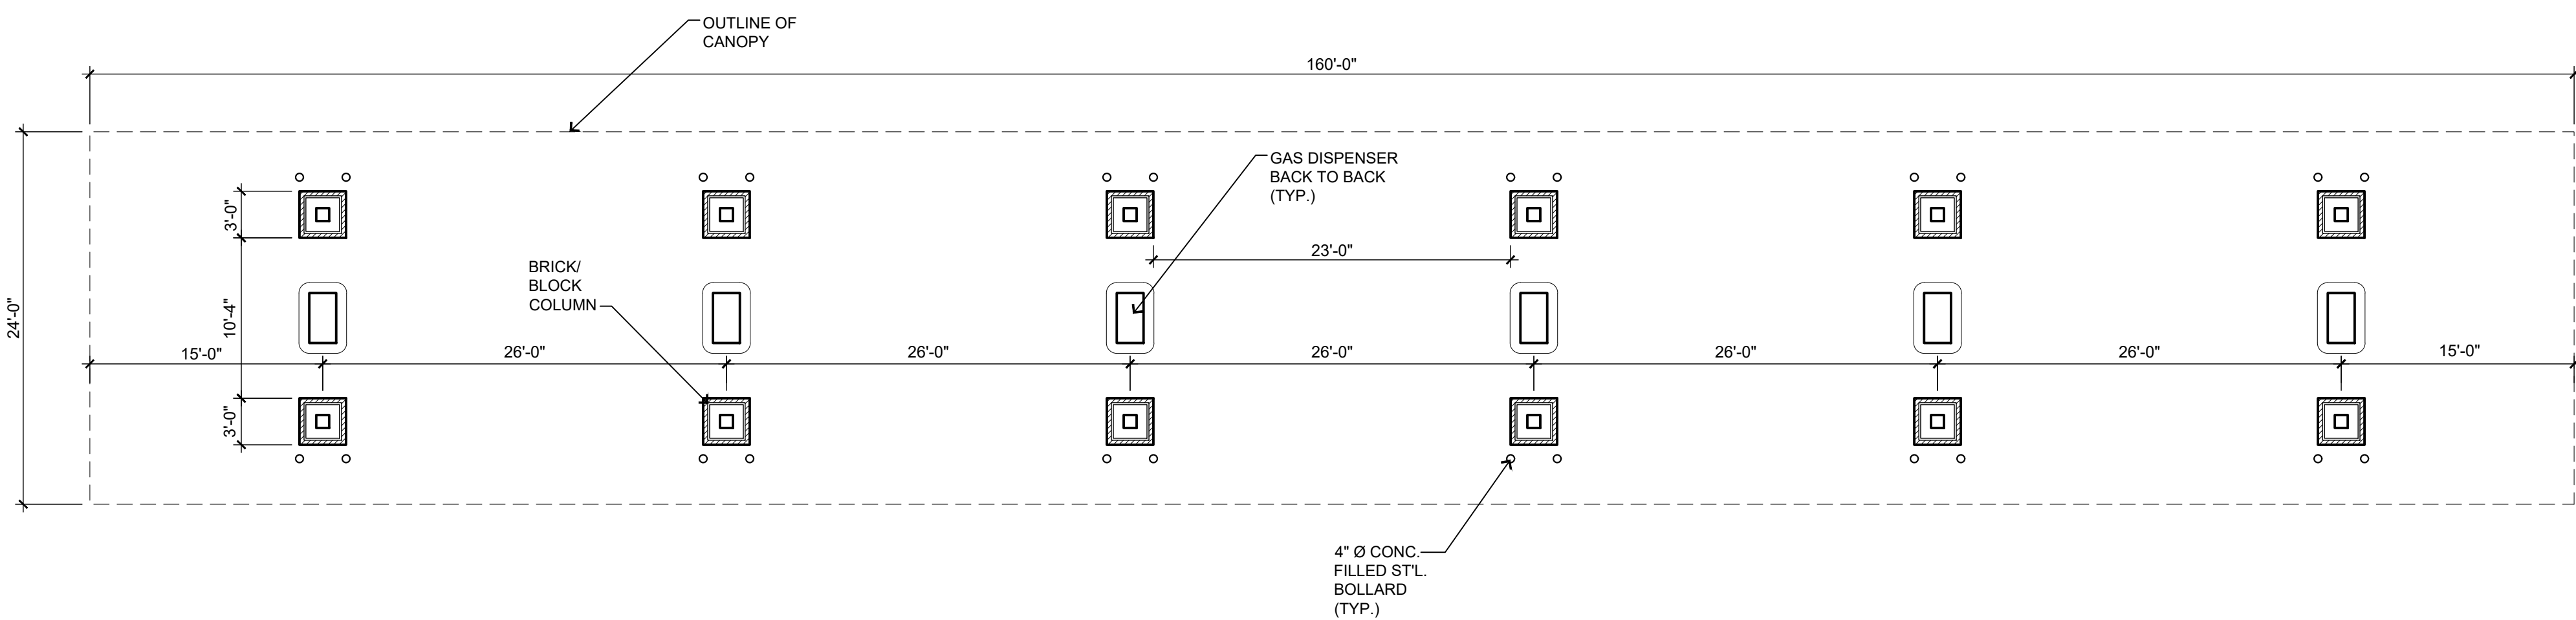 OUTLINE OF
CANOPY
160'-0"
GAS DISPENSER
BACK TO BACK
(TYP.)
3'-0"
23'-0"
BRICK/
BLOCK
COLUMN
24'-0"
10'-4"
15'-0"
26'-0"
26'-0"
26'-0"
26'-0"
26'-0"
15'-0"
3'-0"
4" Ø CONC.
FILLED ST'L.
BOLLARD
(TYP.)